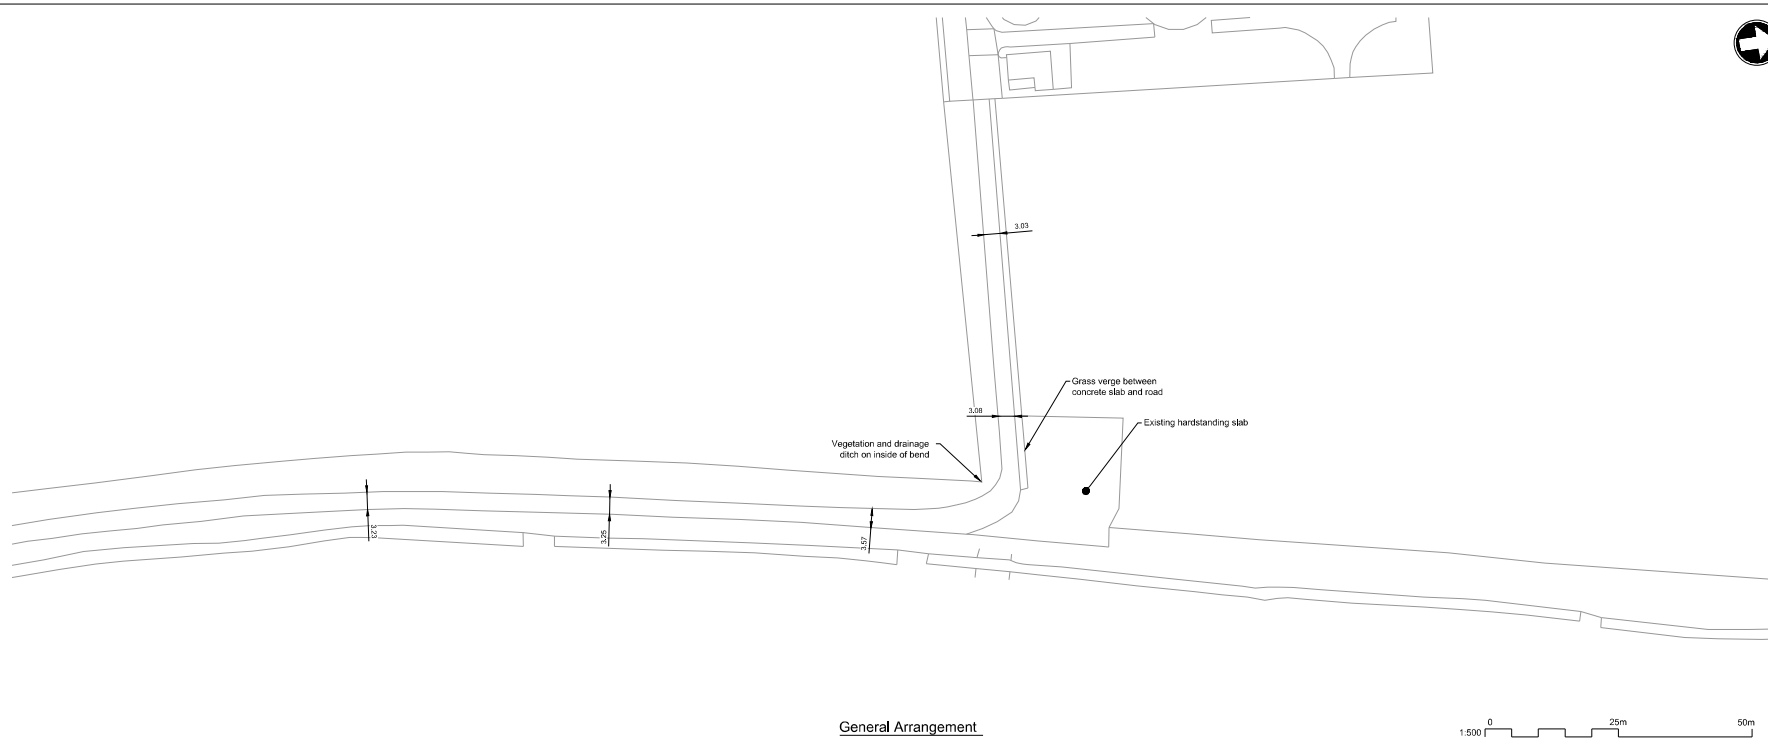 3.03
Grass verge between
concrete slab and road
3.08
Existing hardstanding slab
Vegetation and drainage
ditch on inside of bend
3.23
3.25
3.57
General Arrangement
1:500
0
25m
50m